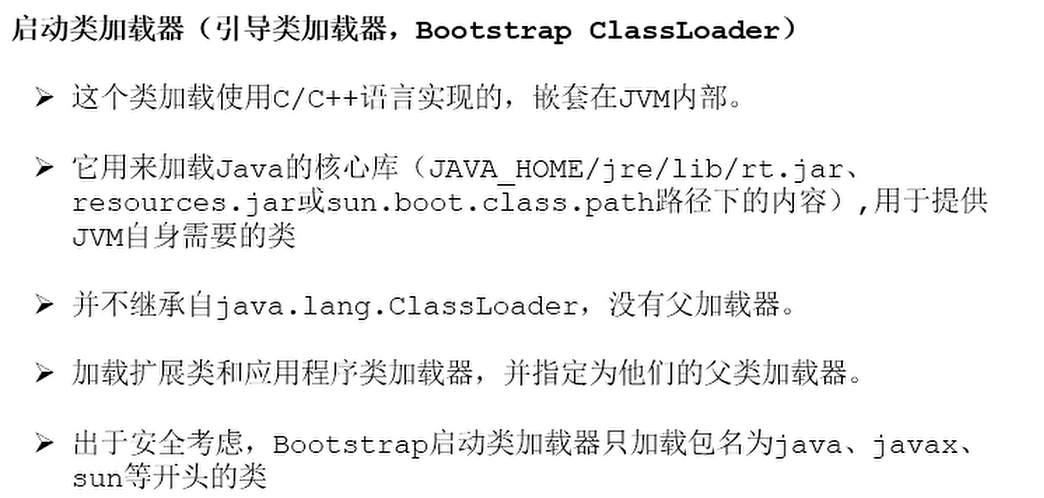 启动类加载器（引导类加载器，Bootstrap ClassLoader）
➢ 这个类加载使用C/C++语言实现的，嵌套在JVM内部。
➢ 它用来加载Java的核心库（JAVA_HOME/jre/lib/rt.jar、
resources.jar或sun.boot.class.path路径下的内容）,用于提供
JVM自身需要的类
➢ 并不继承自java.lang.ClassLoader，没有父加载器。
➢ 加载扩展类和应用程序类加载器，并指定为他们的父类加载器。
➢ 出于安全考虑，Bootstrap启动类加载器只加载包名为java、javax、
sun等开头的类